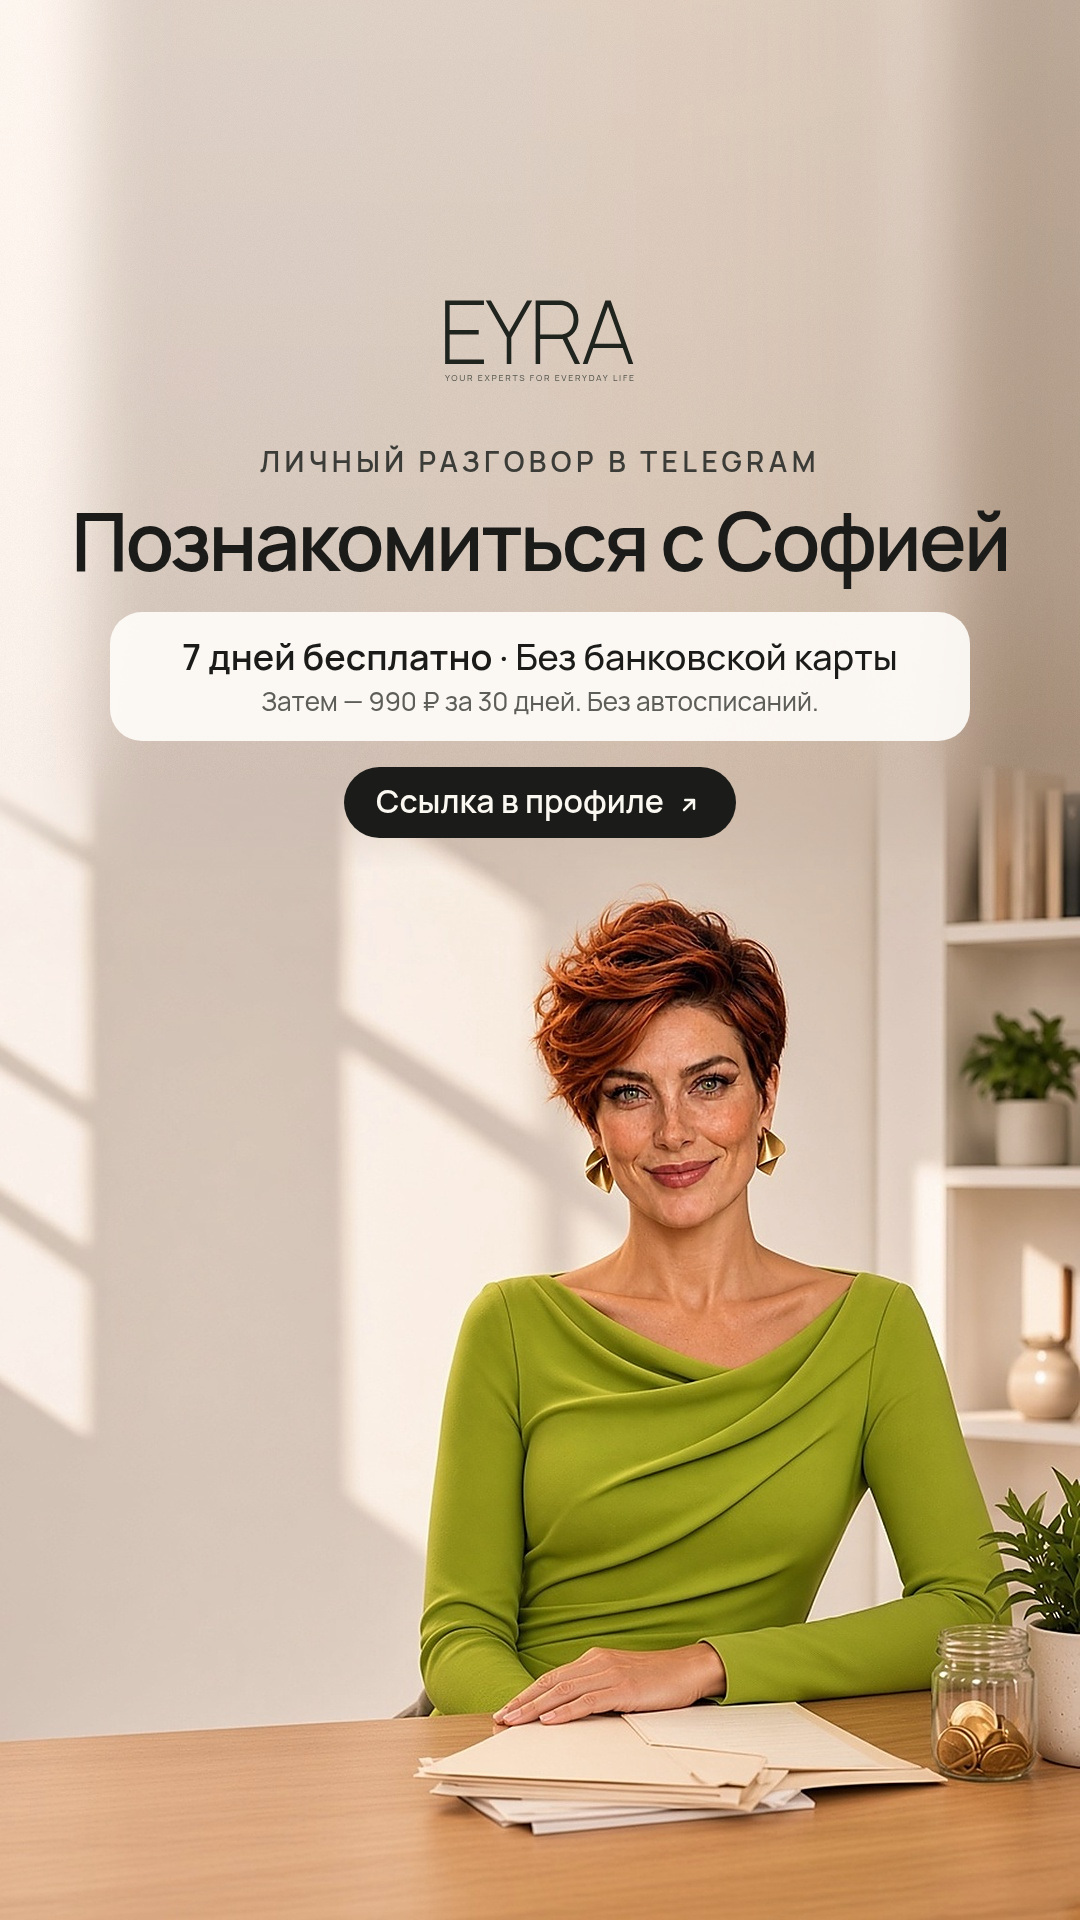 EYRA
YOUR EXPERTS FOR EVERYDAY LIFE
ЛИЧНЫЙ РАЗГОВОР В TELEGRAM
Познакомиться с Софией
7 дней бесплатно · Без банковской карты
Затем — 990 ₽ за 30 дней. Без автосписаний.
Ссылка в профиле ↗